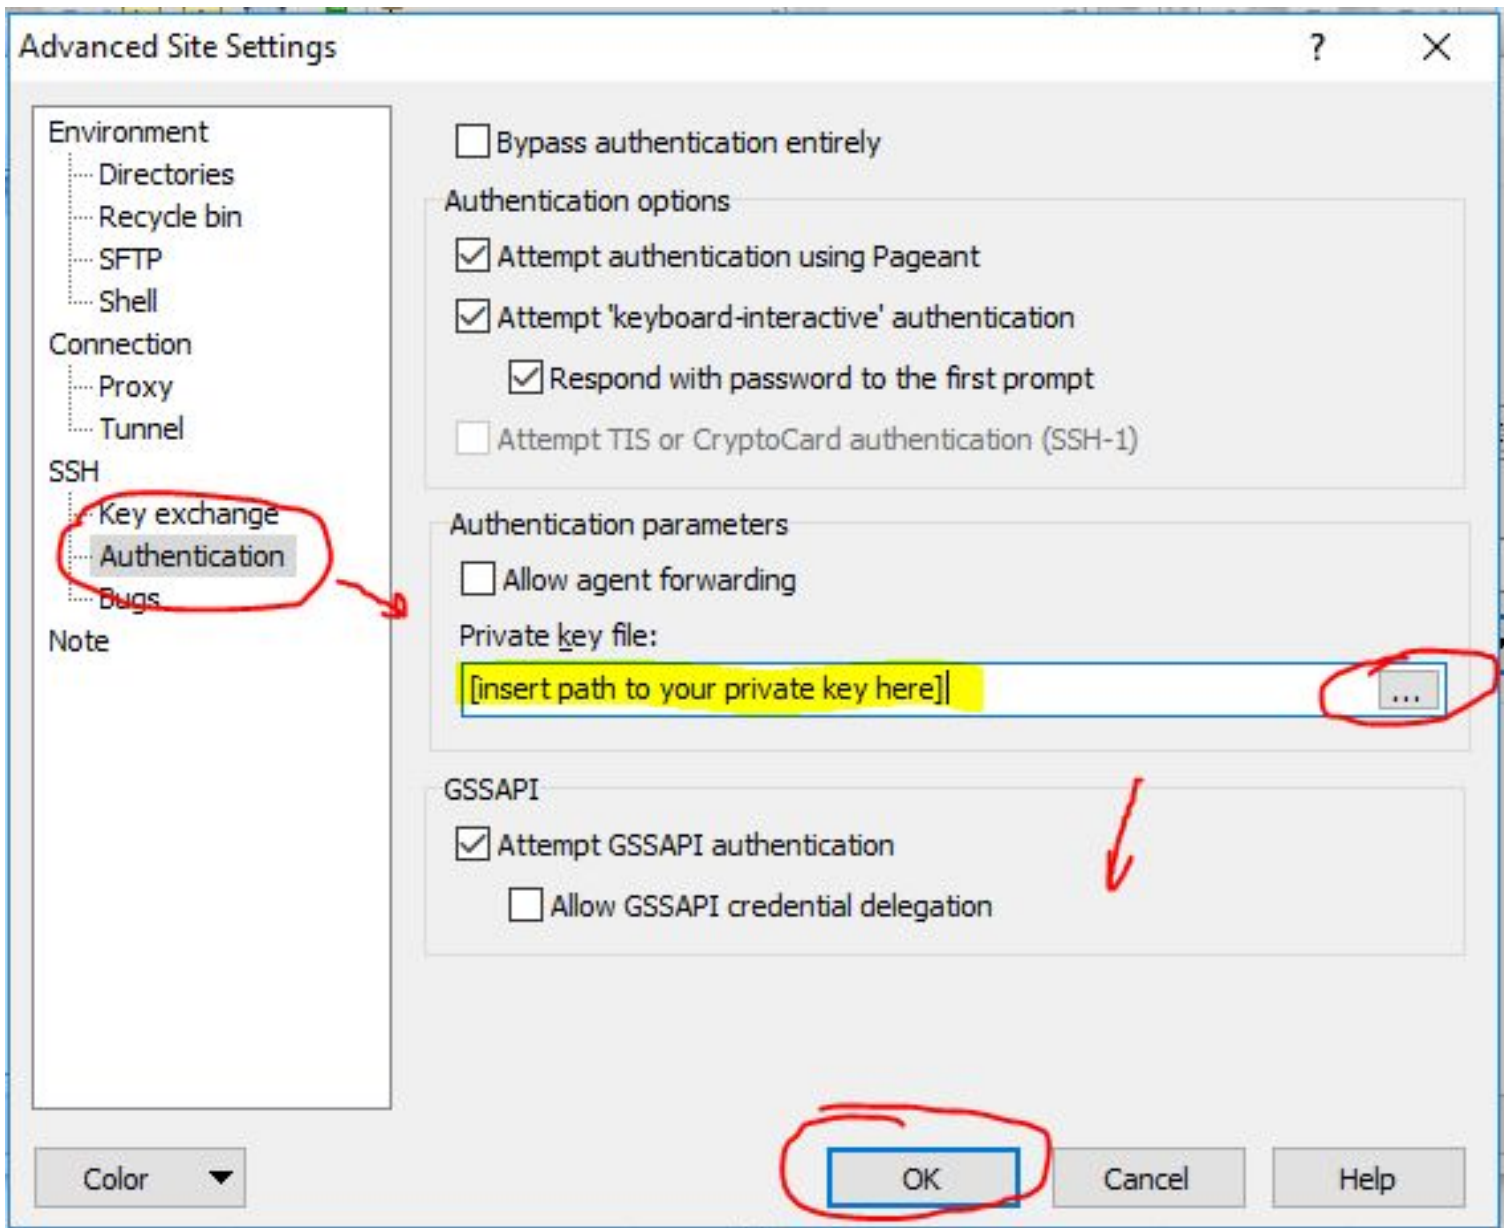 Advanced Site Settings
?
Environment
Directories
Recycle bin
SFTP
Shell
Connection
Proxy
Tunnel
SSH
Key exchange
Authentication
Bugs
Note
Bypass authentication entirely
Authentication options
Attempt authentication using Pageant
Attempt 'keyboard-interactive' authentication
Respond with password to the first prompt
Attempt TIS or CryptoCard authentication (SSH-1)
Authentication parameters
Allow agent forwarding
Private key file:
[insert path to your private key here]
...
GSSAPI
Attempt GSSAPI authentication
Allow GSSAPI credential delegation
Color
OK
Cancel
Help